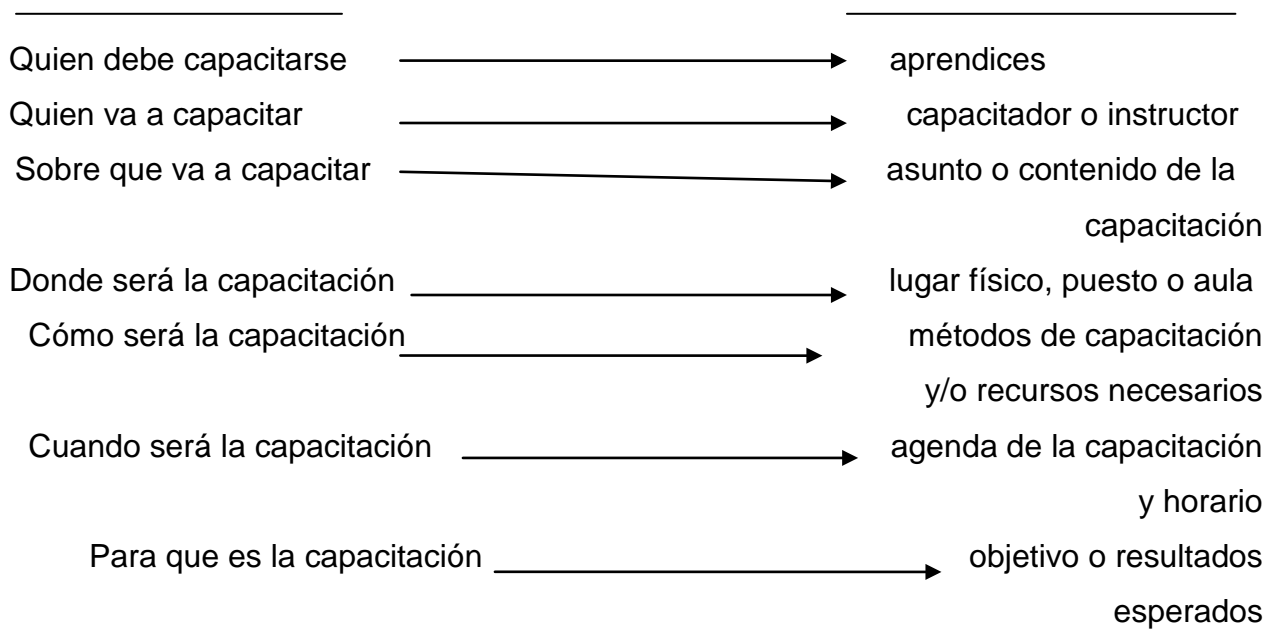 Quien debe capacitarse aprendices
Quien va a capacitar capacitador o instructor
Sobre que va a capacitar asunto o contenido de la
capacitación
Donde será la capacitación lugar físico, puesto o aula
Cómo será la capacitación métodos de capacitación
y/o recursos necesarios
Cuando será la capacitación agenda de la capacitación
y horario
Para que es la capacitación objetivo o resultados
esperados